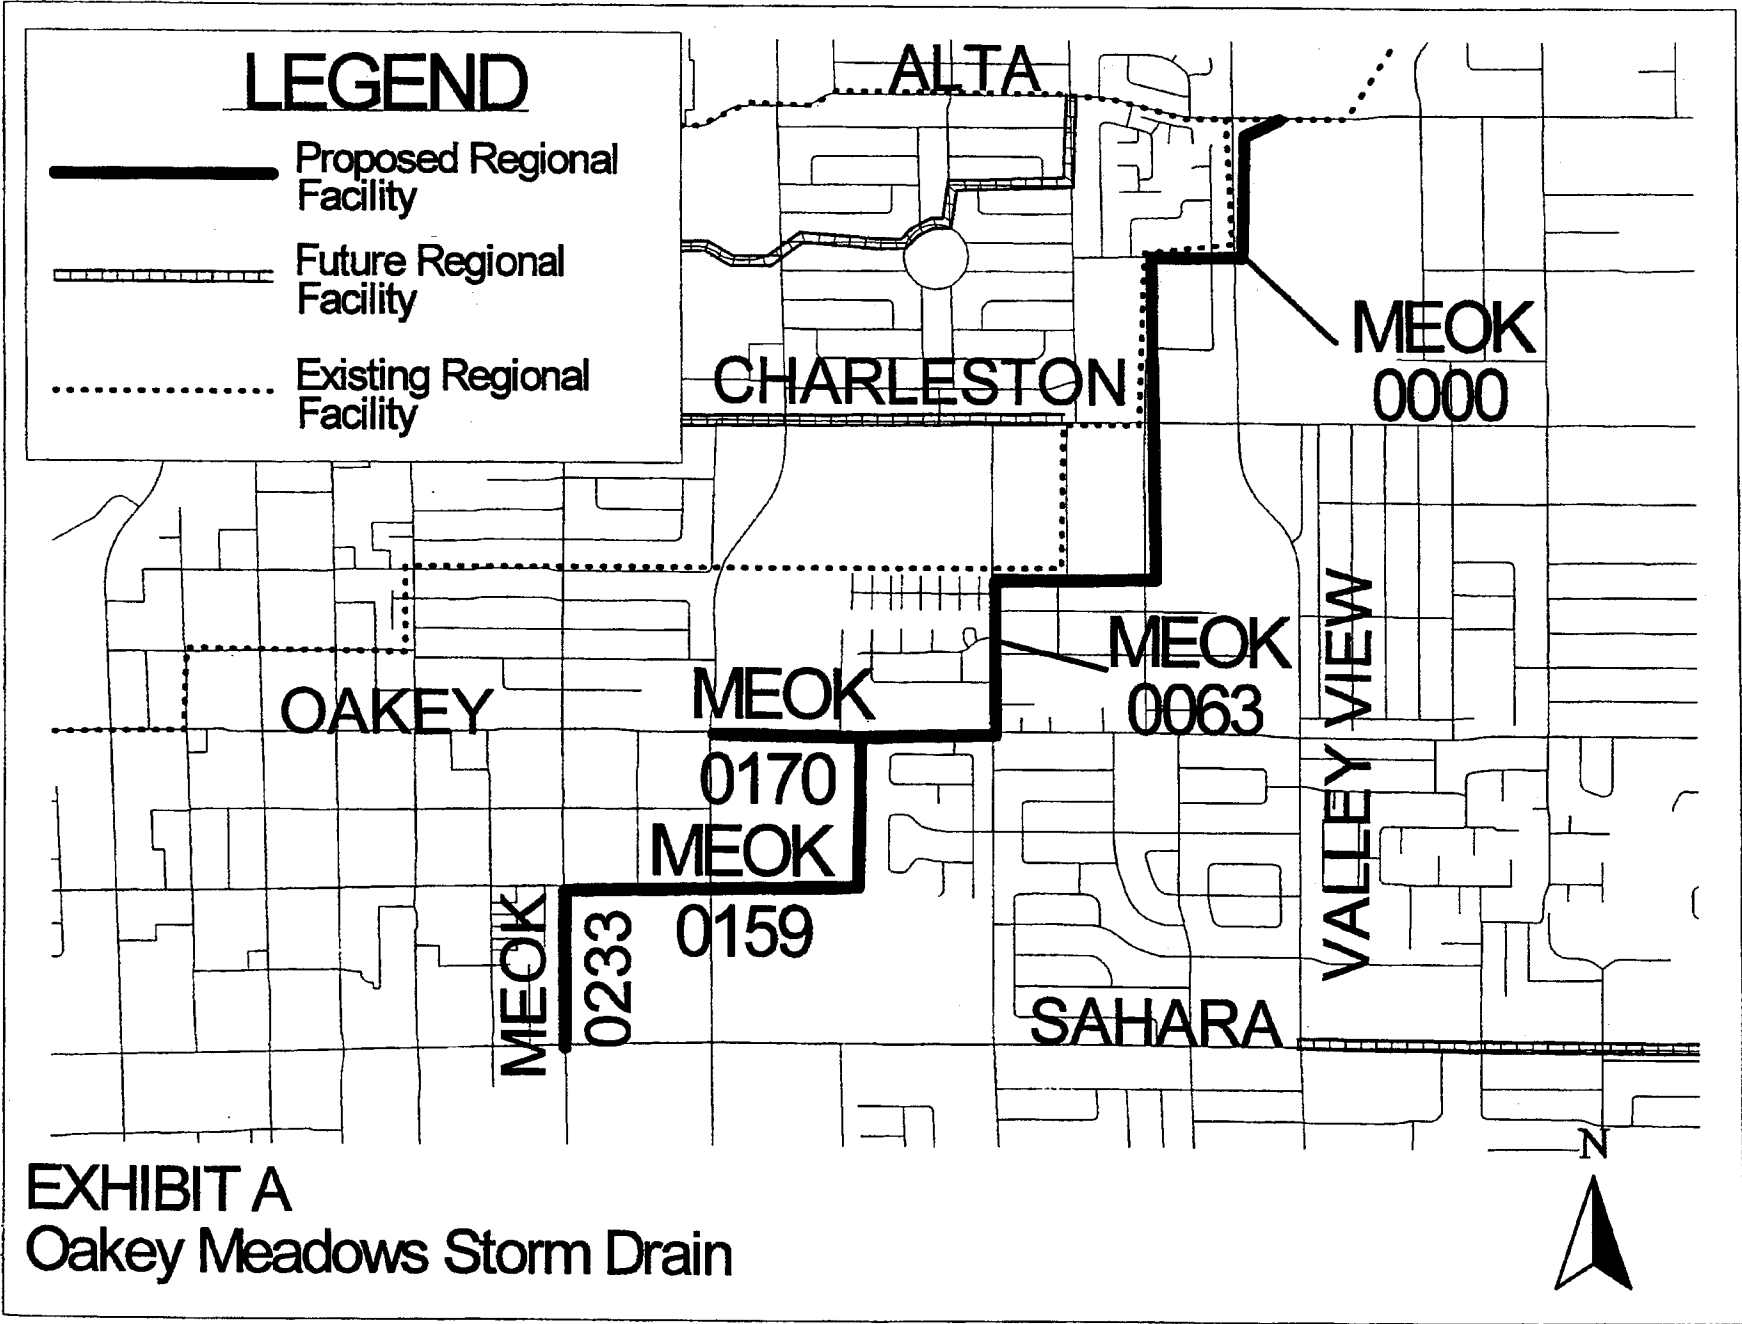 LEGEND
Proposed Regional
Facility
Future Regional
Facility
Existing Regional
Facility
ALTA
MEOK
0000
CHARLESTON
MEOK
0063
VALLEY VIEW
OAKEY
MEOK
0170
MEOK
0159
MEOK
0233
SAHARA
N
EXHIBIT A
Oakey Meadows Storm Drain